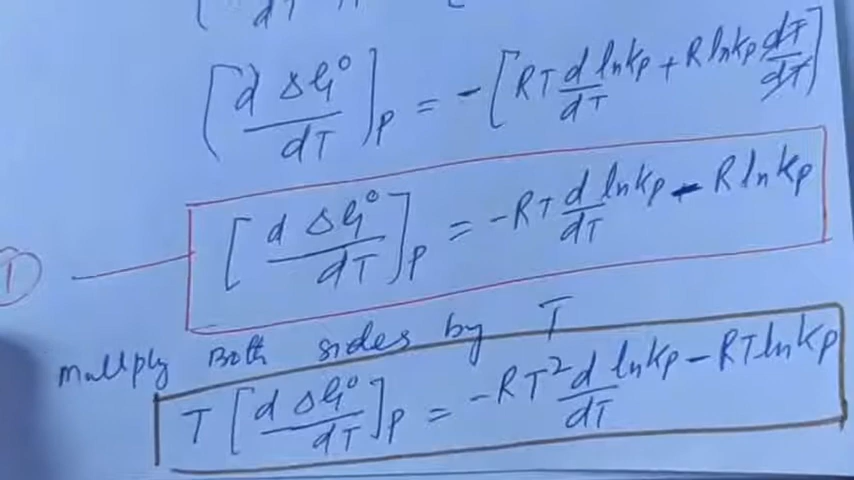 [d ΔG° / dT]P = - [RT d/dT lnkp + R lnkp dT/dT]
[d ΔG° / dT]P = -RT d/dT lnkp - R lnkp
1
Multply Both sides by T
T [d ΔG° / dT]P = -RT² d/dT lnkp - RT lnkp